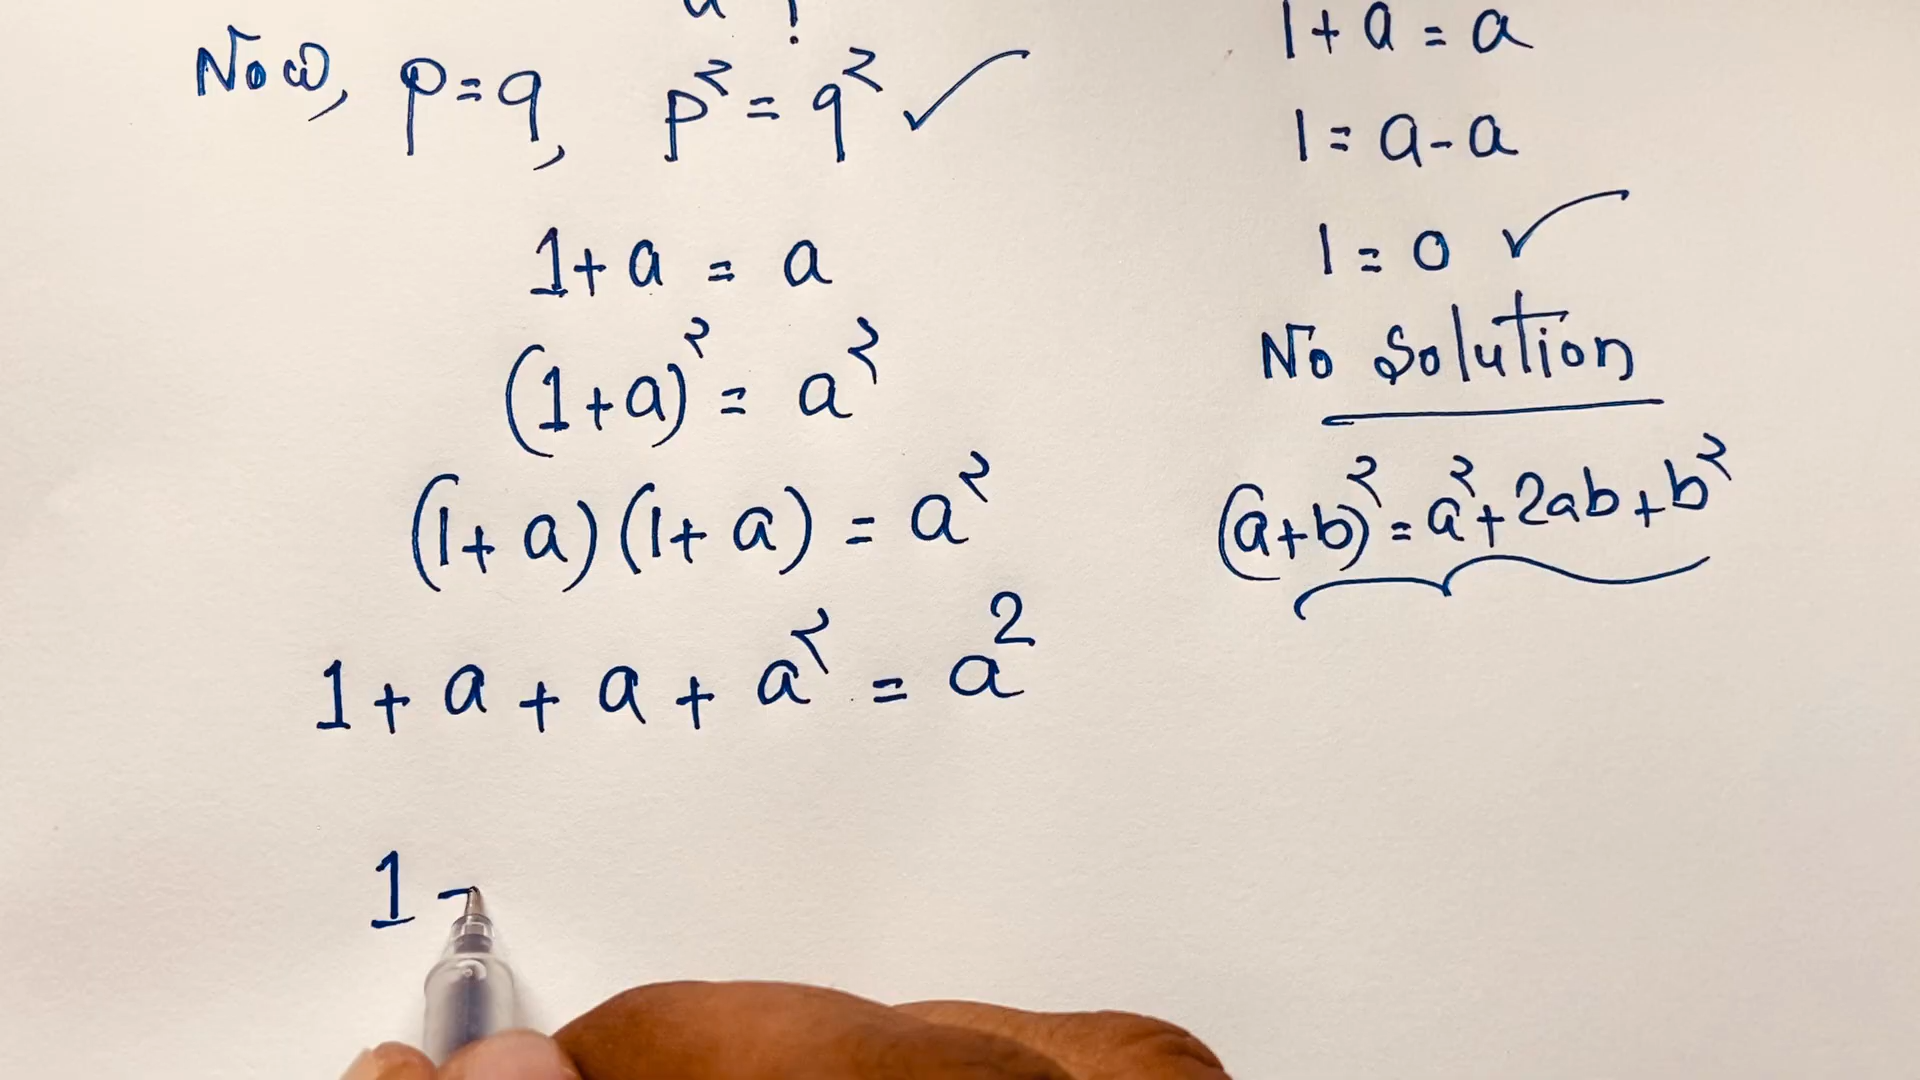 !
Now, p=q, p²=q² ✓
1+a = a
(1+a)² = a²
(1+a)(1+a) = a²
1+a+a+a² = a²
1 -
1+a = a
1 = a-a
1 = 0 ✓
No Solution
(a+b)² = a²+2ab+b²